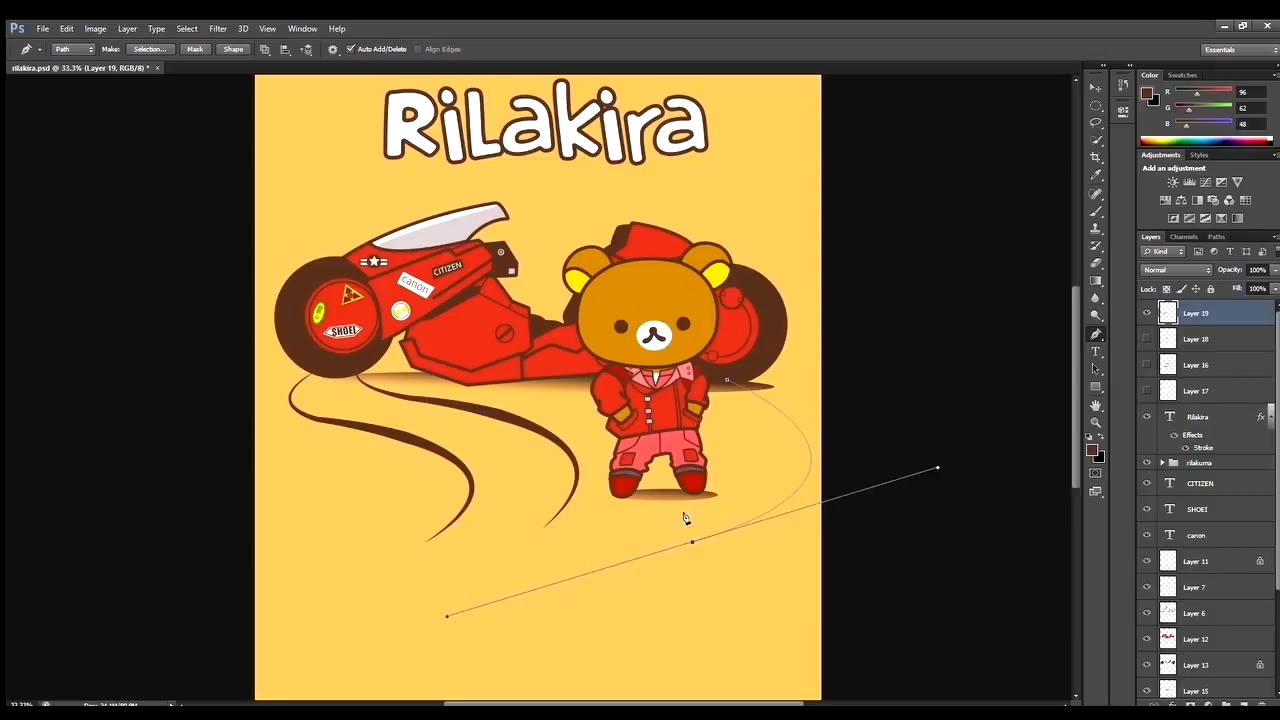 Ps File Edit Image Layer Type Select Filter 3D View Window Help
Path Make: Selection... Mask Shape Auto Add/Delete Align Edges Essentials
rilakira.psd @ 33.3% (Layer 19, RGB/8) * ×
RiLakira
CITIZEN
canon
SHOEI
Color Swatches
R 96
G 62
B 48
Adjustments Styles
Add an adjustment
Layers Channels Paths
Kind
Normal Opacity: 100%
Lock: Fill: 100%
Layer 19
Layer 18
Layer 16
Layer 17
T Rilakira fx
Effects
Stroke
rilakuma
T CITIZEN
T SHOEI
T canon
Layer 11
Layer 7
Layer 6
Layer 12
Layer 13
Layer 15